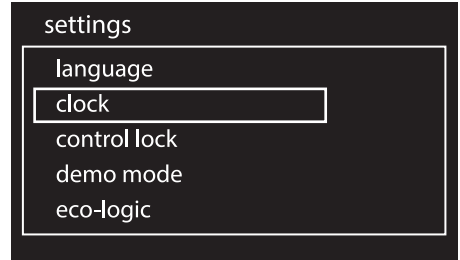 settings
language
clock
control lock
demo mode
eco-logic